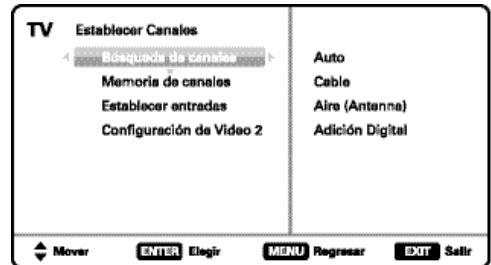 TV Establecer Canales
Búsqueda de canales
Auto
Memoria de canales
Cable
Establecer entradas
Aire (Antenna)
Configuración de Video 2
Adición Digital
Mover ENTER Elegir MENU Regresar EXIT Salir